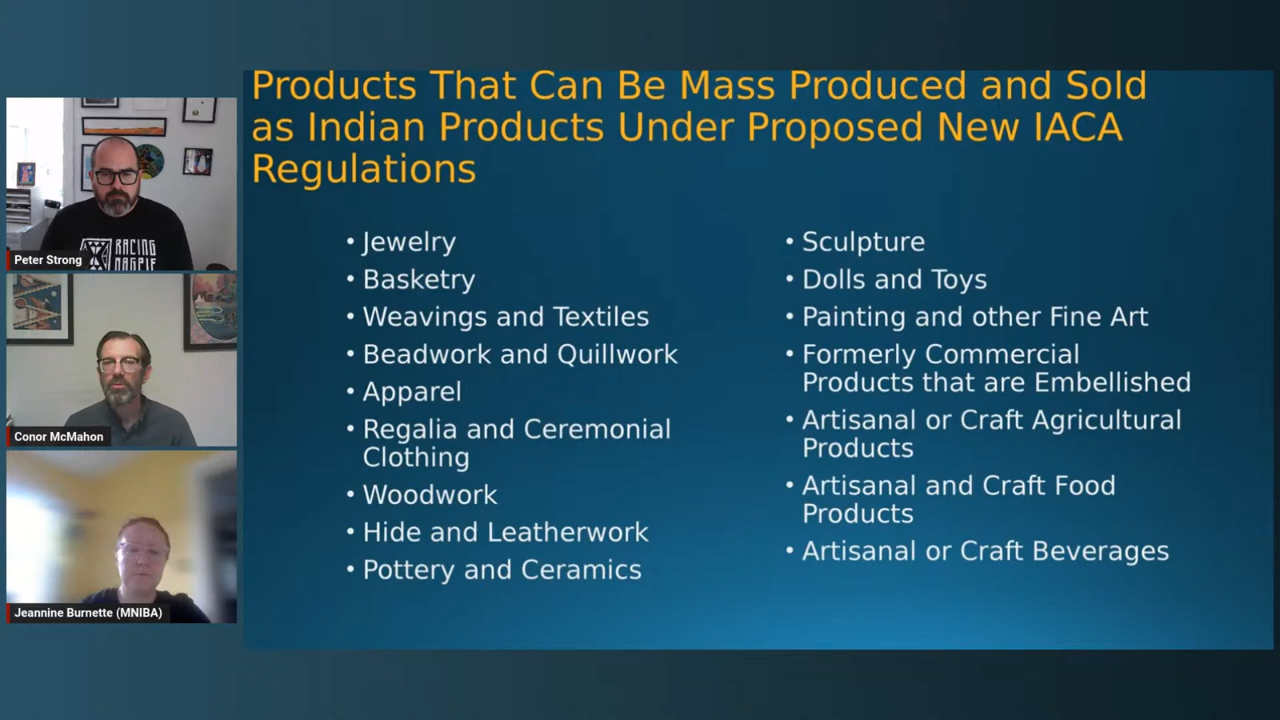 Products That Can Be Mass Produced and Sold
as Indian Products Under Proposed New IACA
Regulations
• Jewelry
• Basketry
• Weavings and Textiles
• Beadwork and Quillwork
• Apparel
• Regalia and Ceremonial
Clothing
• Woodwork
• Hide and Leatherwork
• Pottery and Ceramics
• Sculpture
• Dolls and Toys
• Painting and other Fine Art
• Formerly Commercial
Products that are Embellished
• Artisanal or Craft Agricultural
Products
• Artisanal and Craft Food
Products
• Artisanal or Craft Beverages
RACING
MAGPIE
Peter Strong
Conor McMahon
Jeannine Burnette (MNIBA)